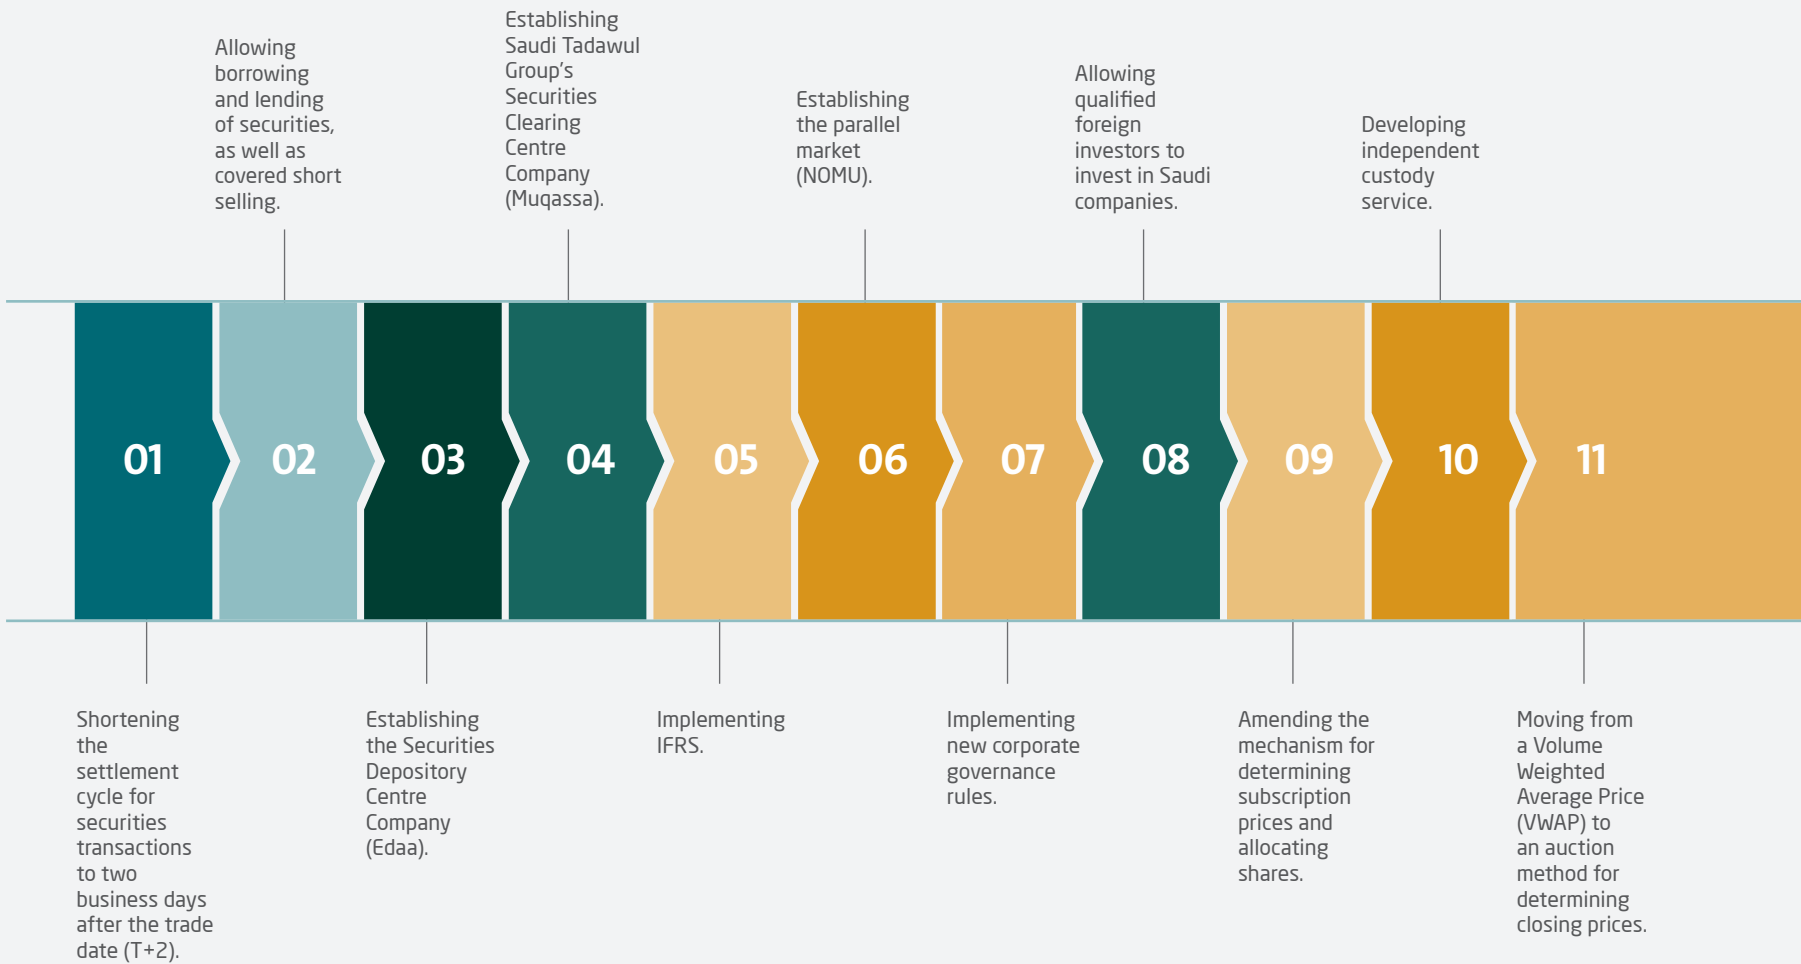 Allowing
borrowing
and lending
of securities,
as well as
covered short
selling.
Establishing
Saudi Tadawul
Group's
Securities
Clearing
Centre
Company
(Muqassa).
Establishing
the parallel
market
(NOMU).
Allowing
qualified
foreign
investors to
invest in Saudi
companies.
Developing
independent
custody
service.
01
02
03
04
05
06
07
08
09
10
11
Shortening
the
settlement
cycle for
securities
transactions
to two
business days
after the trade
date (T+2).
Establishing
the Securities
Depository
Centre
Company
(Edaa).
Implementing
IFRS.
Implementing
new corporate
governance
rules.
Amending the
mechanism for
determining
subscription
prices and
allocating
shares.
Moving from
a Volume
Weighted
Average Price
(VWAP) to
an auction
method for
determining
closing prices.